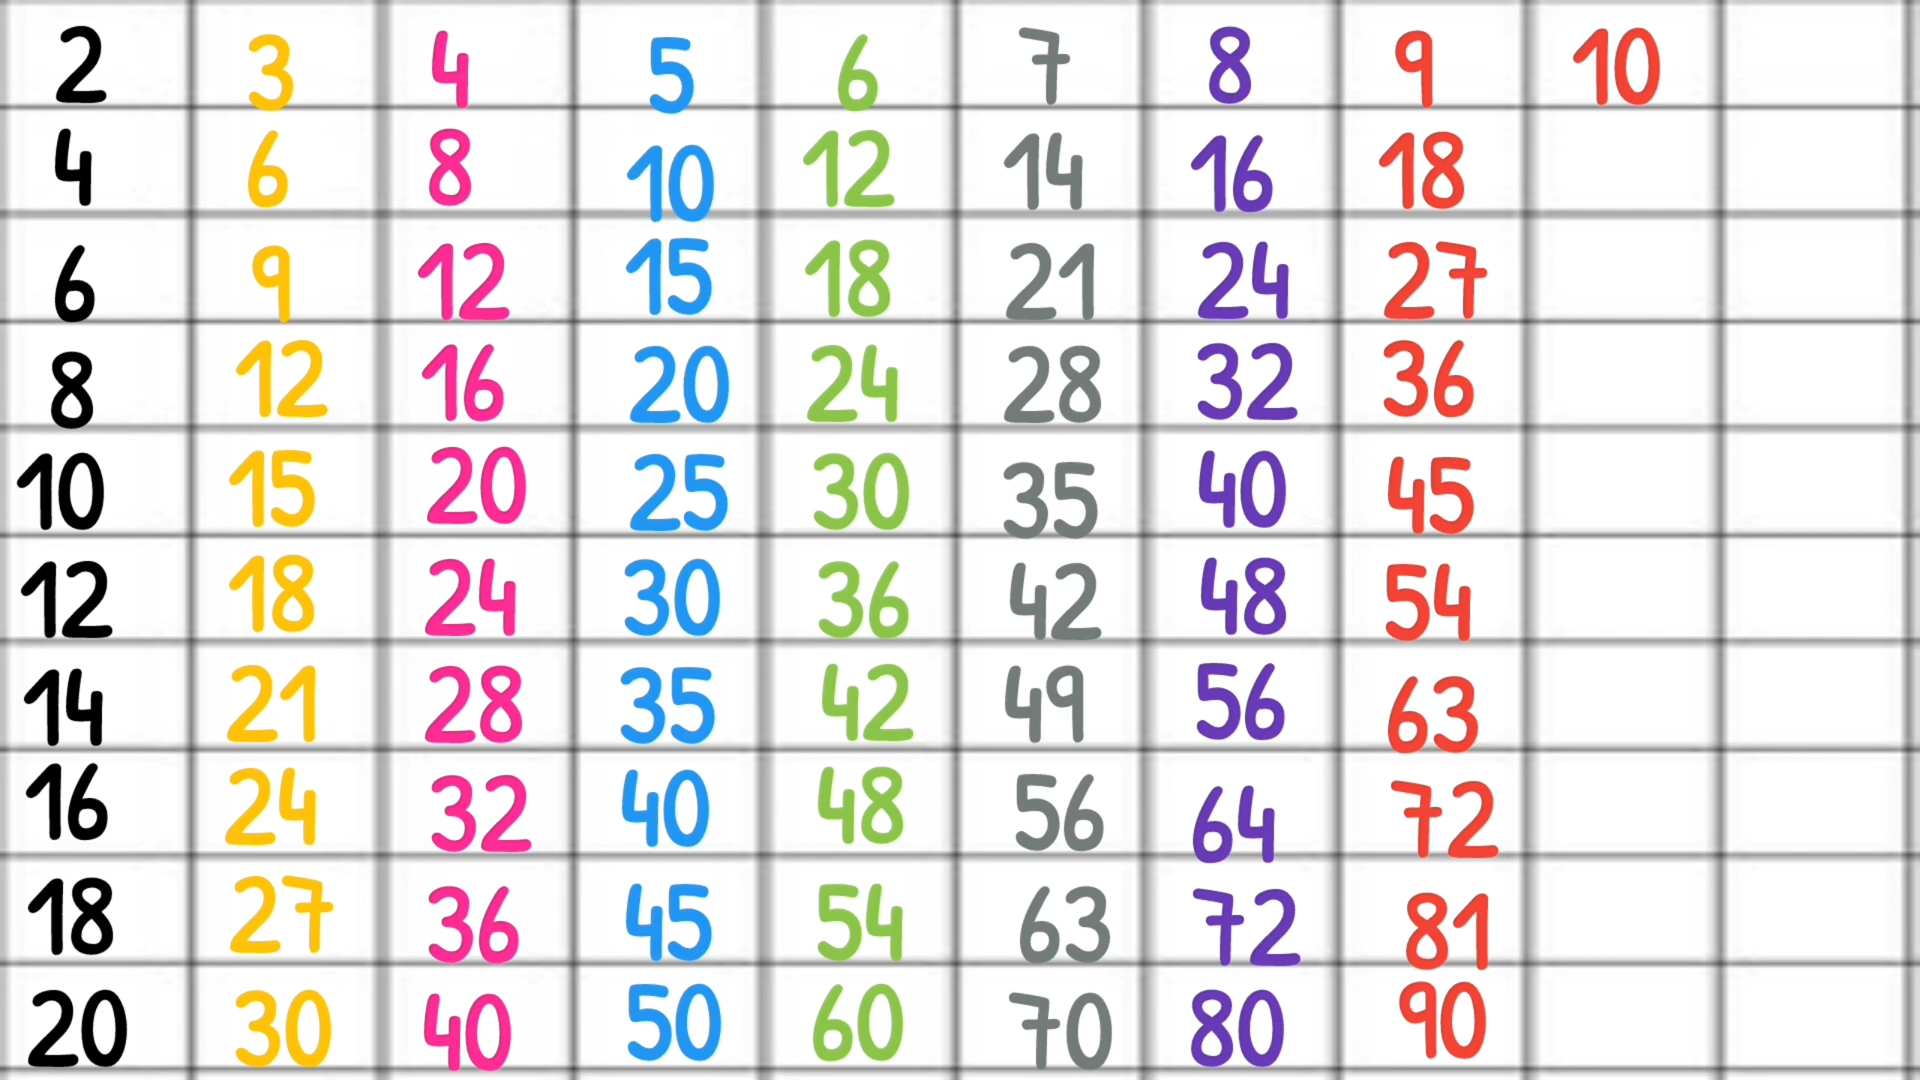 2 3 4 5 6 7 8 9 10
4 6 8 10 12 14 16 18
6 9 12 15 18 21 24 27
8 12 16 20 24 28 32 36
10 15 20 25 30 35 40 45
12 18 24 30 36 42 48 54
14 21 28 35 42 49 56 63
16 24 32 40 48 56 64 72
18 27 36 45 54 63 72 81
20 30 40 50 60 70 80 90